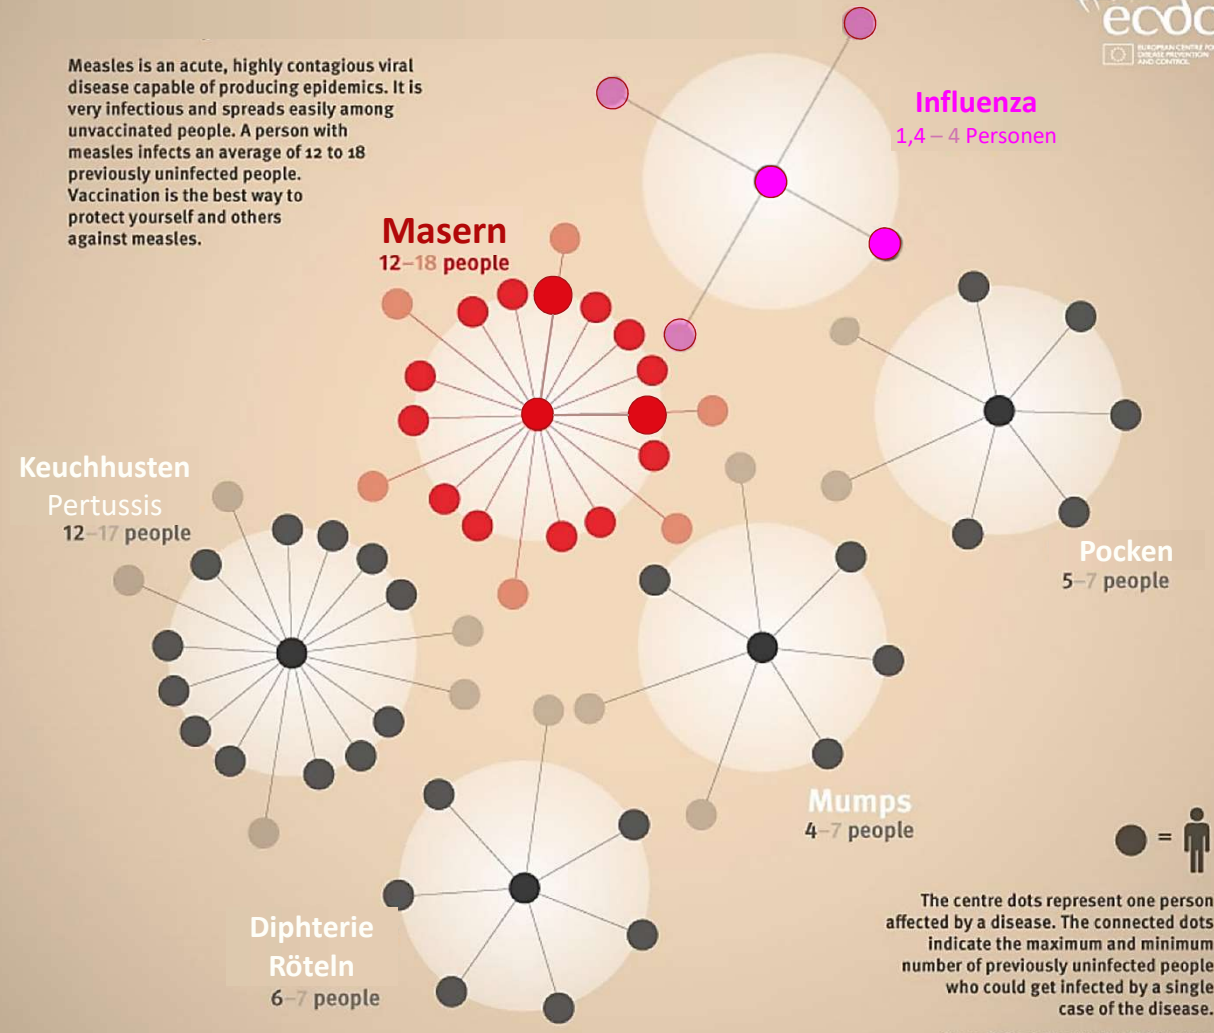 Measles is an acute, highly contagious viral
disease capable of producing epidemics. It is
very infectious and spreads easily among
unvaccinated people. A person with
measles infects an average of 12 to 18
previously uninfected people.
Vaccination is the best way to
protect yourself and others
against measles.
ecdc
EUROPEAN CENTRE FO
DISEASE PREVENTION
AND CONTROL
Influenza
1,4 – 4 Personen
Masern
12–18 people
Keuchhusten
Pertussis
12–17 people
Pocken
5–7 people
Mumps
4–7 people
=
Diphterie
Röteln
6–7 people
The centre dots represent one person
affected by a disease. The connected dots
indicate the maximum and minimum
number of previously uninfected people
who could get infected by a single
case of the disease.